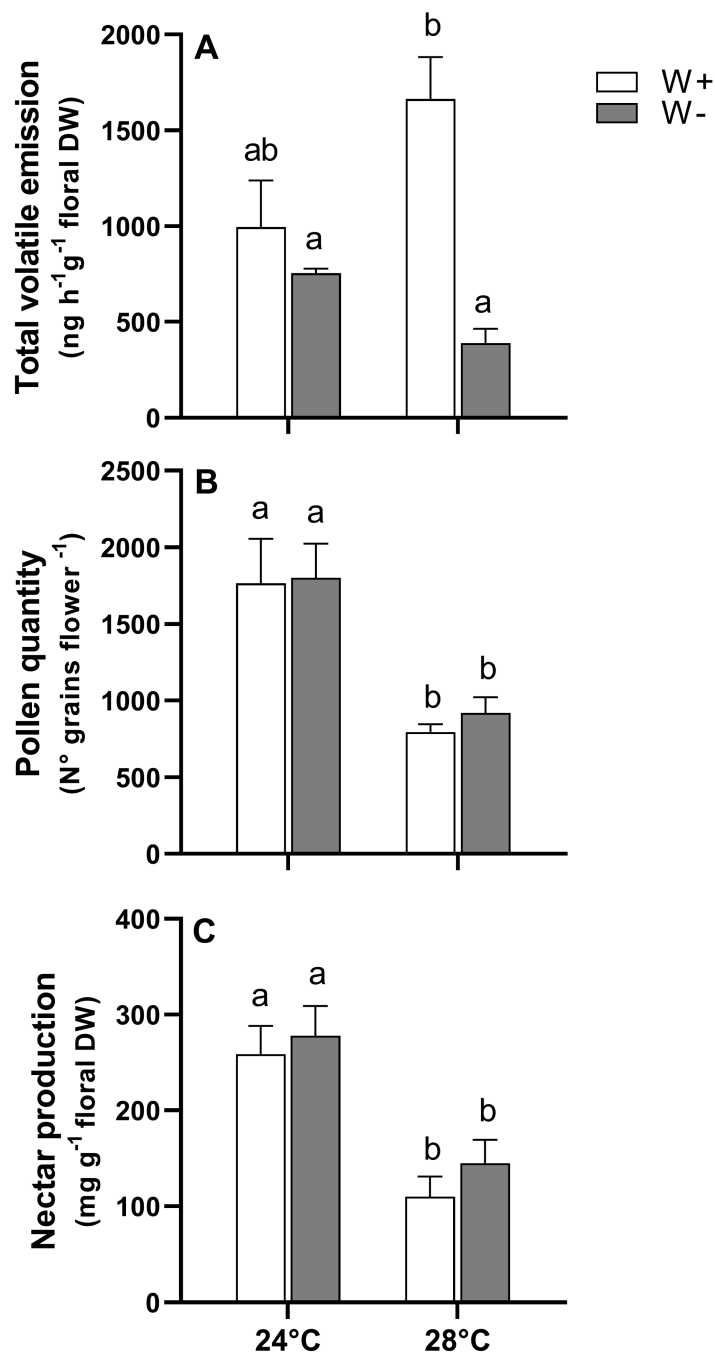 A
2000
1500
1000
500
0
Total volatile emission
(ng h⁻¹g⁻¹ floral DW)
ab
a
b
a
W+
W-
B
2500
2000
1500
1000
500
0
Pollen quantity
(N° grains flower⁻¹)
a
a
b
b
C
400
300
200
100
0
Nectar production
(mg g⁻¹ floral DW)
a
a
b
b
24°C
28°C